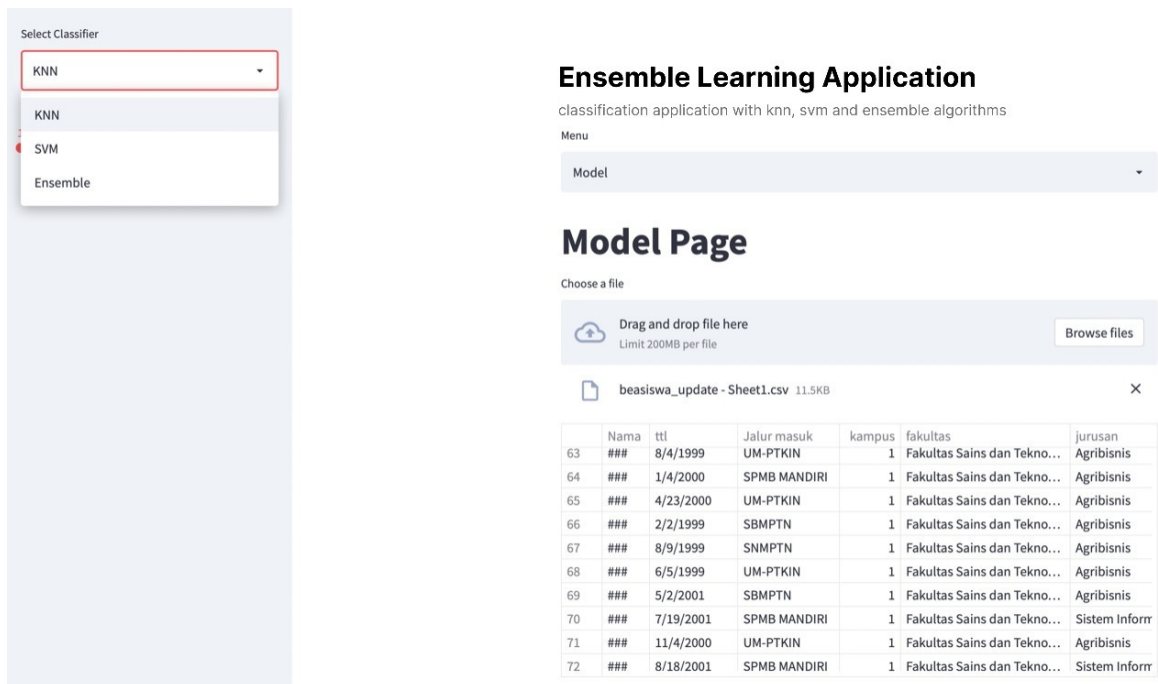 Select Classifier
KNN
KNN
SVM
Ensemble
Ensemble Learning Application
classification application with knn, svm and ensemble algorithms
Menu
Model
Model Page
Choose a file
Drag and drop file here
Limit 200MB per file
Browse files
beasiswa_update - Sheet1.csv 11.5KB
Nama ttl Jalur masuk kampus fakultas jurusan
63 ### 8/4/1999 UM-PTKIN 1 Fakultas Sains dan Tekno... Agribisnis
64 ### 1/4/2000 SPMB MANDIRI 1 Fakultas Sains dan Tekno... Agribisnis
65 ### 4/23/2000 UM-PTKIN 1 Fakultas Sains dan Tekno... Agribisnis
66 ### 2/2/1999 SBMPTN 1 Fakultas Sains dan Tekno... Agribisnis
67 ### 8/9/1999 SNMPTN 1 Fakultas Sains dan Tekno... Agribisnis
68 ### 6/5/1999 UM-PTKIN 1 Fakultas Sains dan Tekno... Agribisnis
69 ### 5/2/2001 SBMPTN 1 Fakultas Sains dan Tekno... Agribisnis
70 ### 7/19/2001 SPMB MANDIRI 1 Fakultas Sains dan Tekno... Sistem Inform
71 ### 11/4/2000 UM-PTKIN 1 Fakultas Sains dan Tekno... Agribisnis
72 ### 8/18/2001 SPMB MANDIRI 1 Fakultas Sains dan Tekno... Sistem Inform